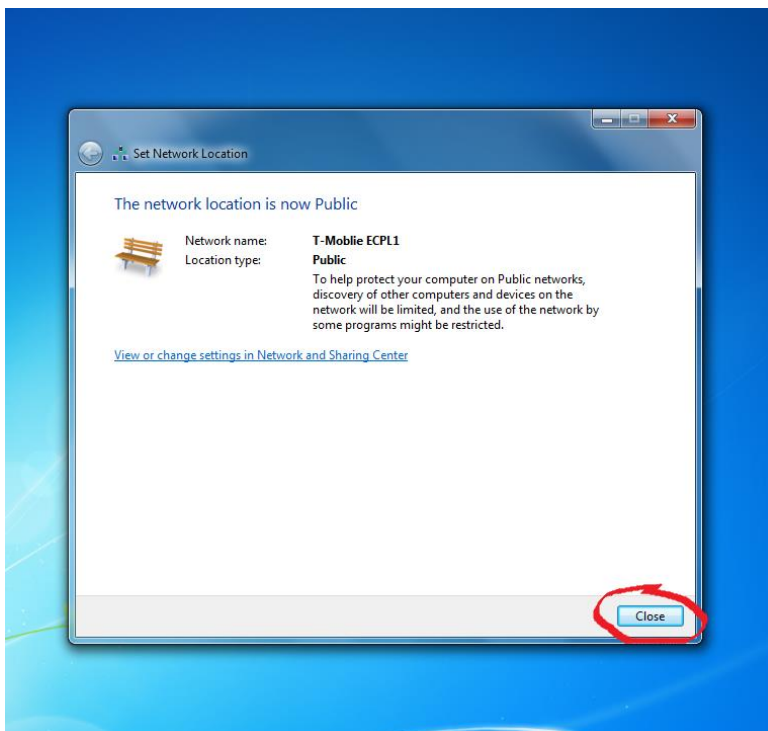 Set Network Location
The network location is now Public
Network name: T-Moblie ECPL1
Location type: Public
To help protect your computer on Public networks,
discovery of other computers and devices on the
network will be limited, and the use of the network by
some programs might be restricted.
View or change settings in Network and Sharing Center
Close